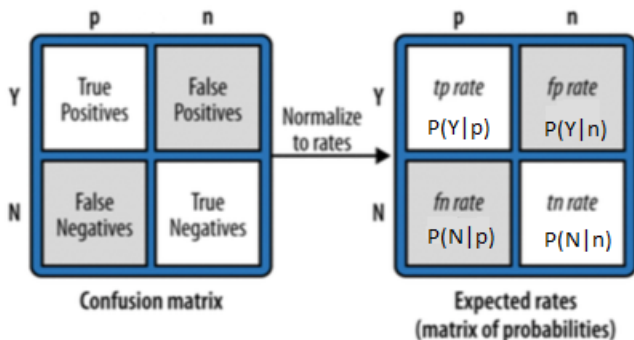 p n p n
Y True Positives False Positives
N False Negatives True Negatives
Normalize to rates
Y tp rate P(Y|p) fp rate P(Y|n)
N fn rate P(N|p) tn rate P(N|n)
Confusion matrix
Expected rates
(matrix of probabilities)